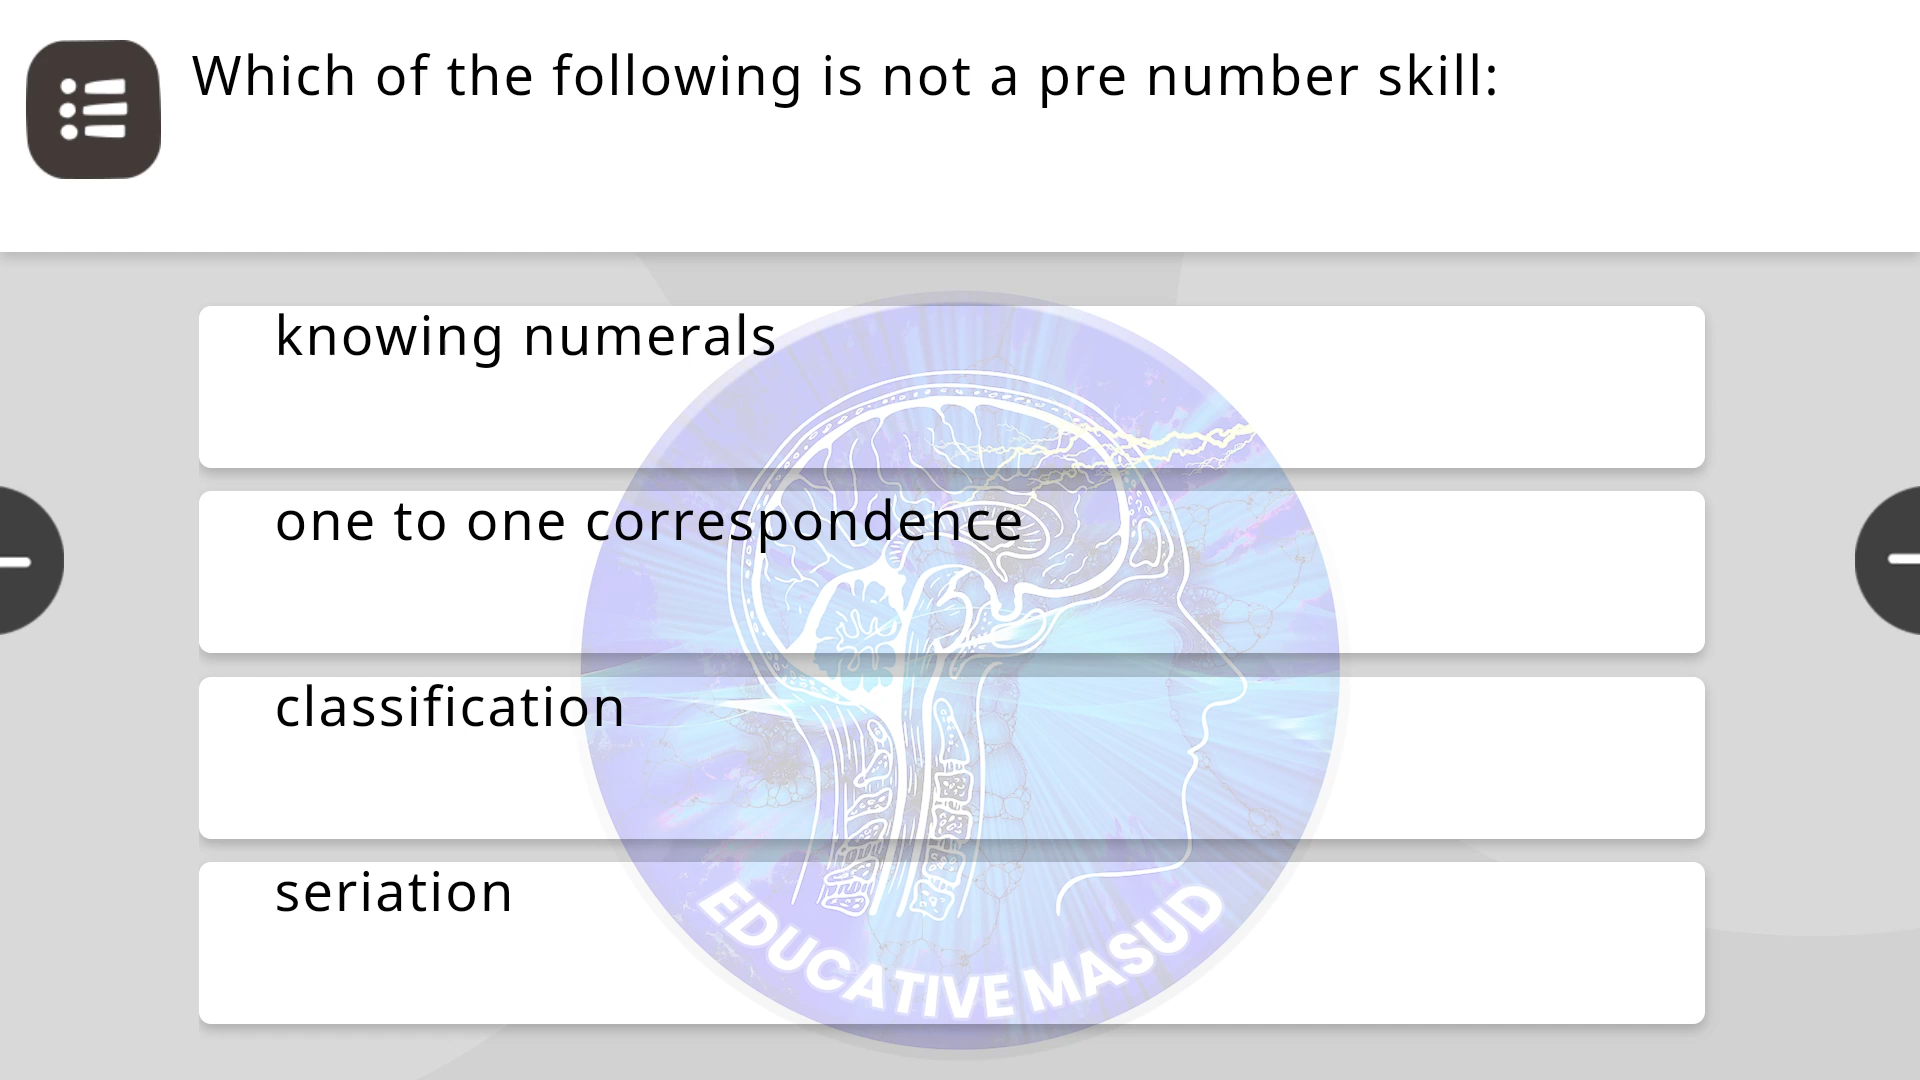 Which of the following is not a pre number skill:
knowing numerals
one to one correspondence
classification
seriation
EDUCATIVE MASUD